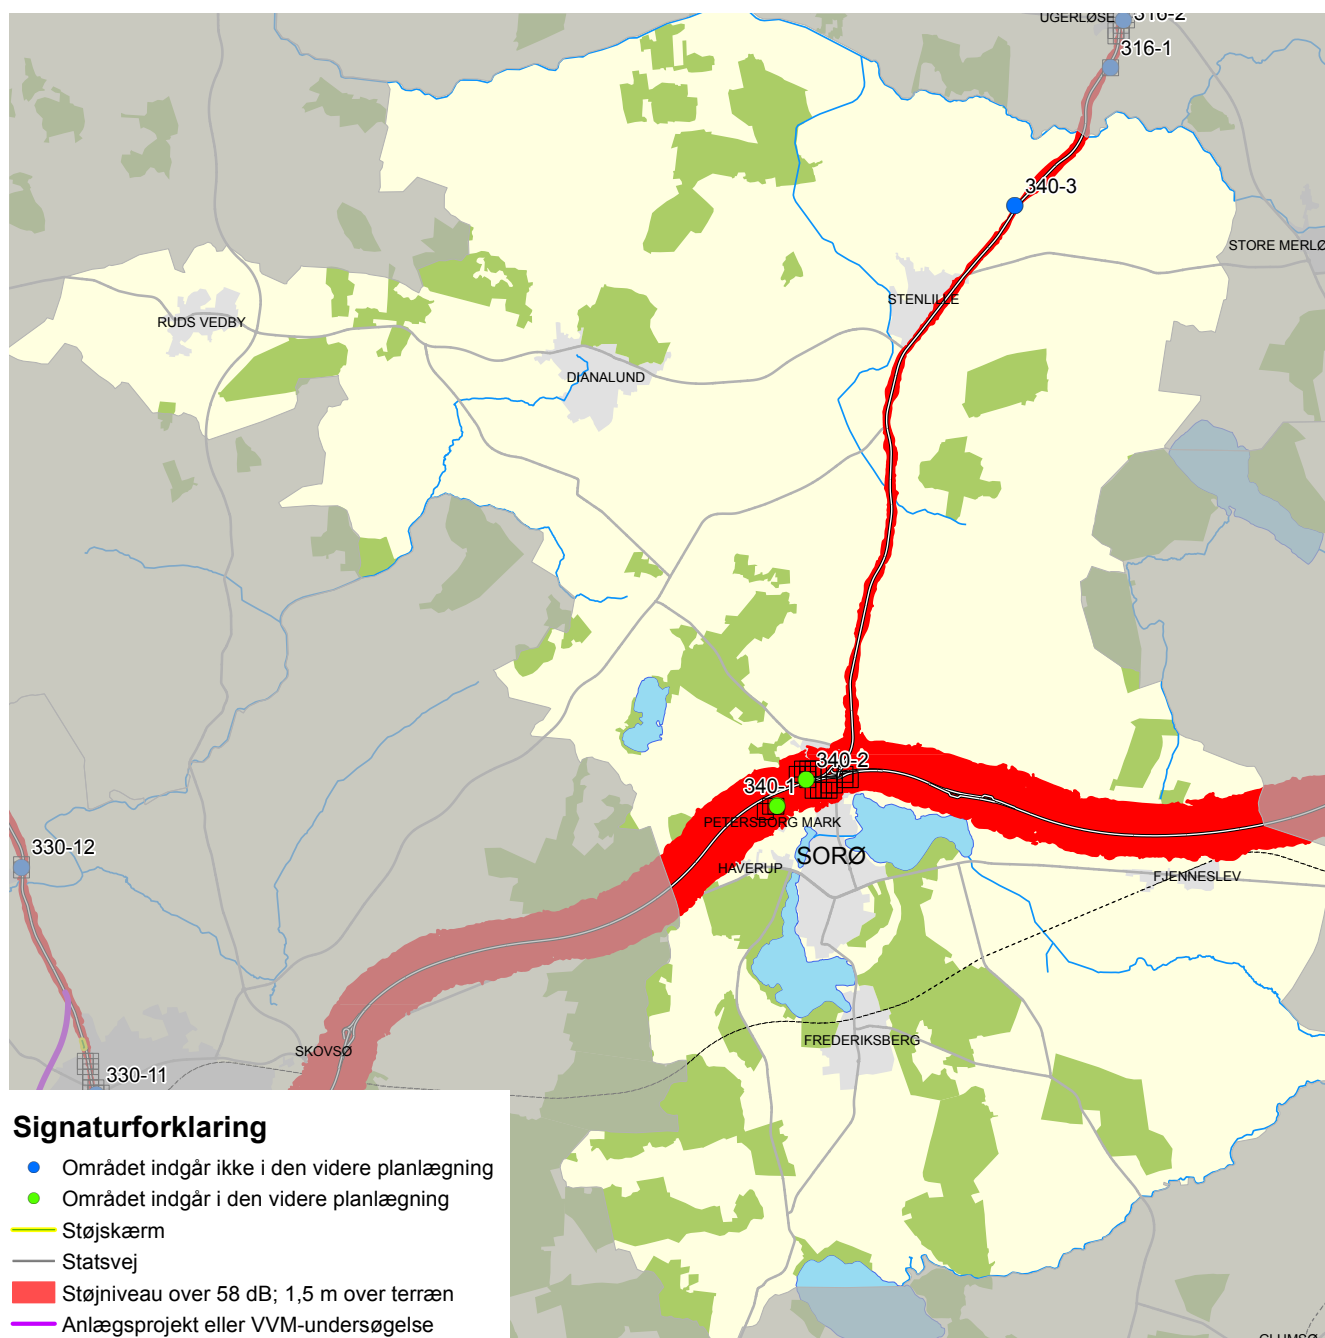 316-2
UGERLØSE
316-1
340-3
STORE MERLØ
STENLILLE
RUDS VEDBY
DIANALUND
340-2
340-1
PETERSBORG MARK
SORØ
330-12
HAVERUP
FJENNESLEV
FREDERIKSBERG
SKOVSØ
330-11
Signaturforklaring
Området indgår ikke i den videre planlægning
Området indgår i den videre planlægning
Støjskærm
Statsvej
Støjniveau over 58 dB; 1,5 m over terræn
Anlægsprojekt eller VVM-undersøgelse